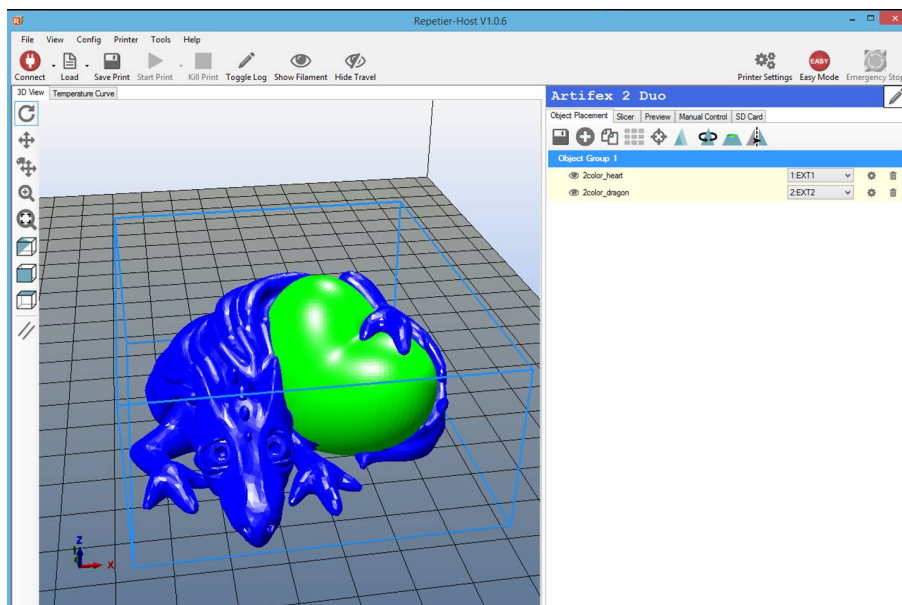 Repetier-Host V1.0.6
File View Config Printer Tools Help
Connect Load Save Print Start Print Kill Print Toggle Log Show Filament Hide Travel Printer Settings Easy Mode Emergency Stop
EASY
3D View Temperature Curve
Artifex 2 Duo
Object Placement Slicer Preview Manual Control SD Card
Object Group 1
2color_heart 1:EXT1
2color_dragon 2:EXT2
Z
X